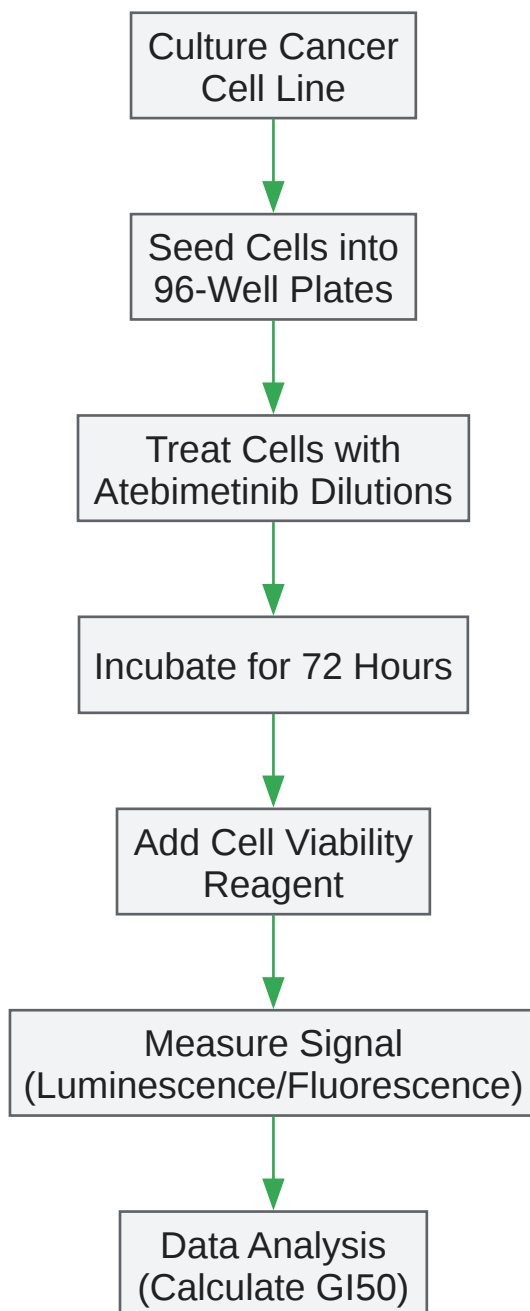 Culture Cancer
Cell Line
Seed Cells into
96-Well Plates
Treat Cells with
Atebimetinib Dilutions
Incubate for 72 Hours
Add Cell Viability
Reagent
Measure Signal
(Luminescence/Fluorescence)
Data Analysis
(Calculate GI50)